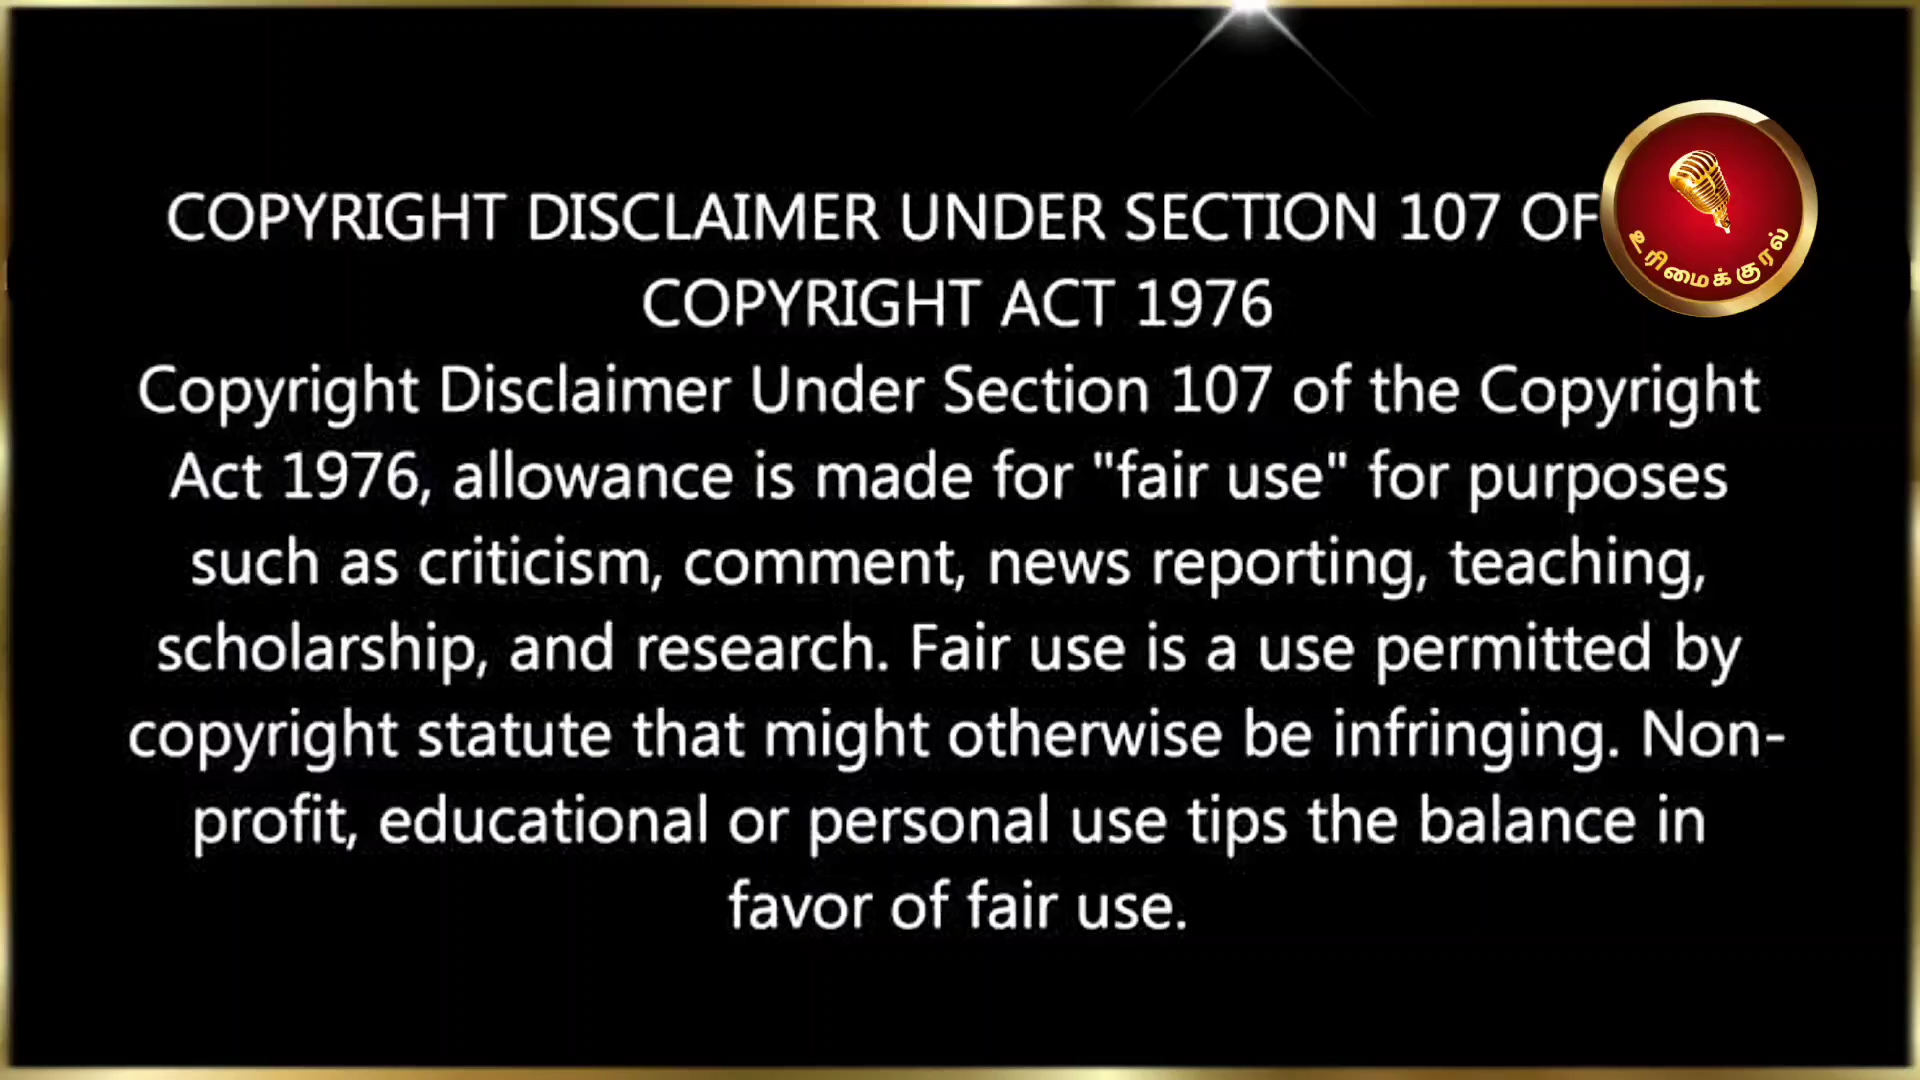 COPYRIGHT DISCLAIMER UNDER SECTION 107 OF
COPYRIGHT ACT 1976
Copyright Disclaimer Under Section 107 of the Copyright
Act 1976, allowance is made for "fair use" for purposes
such as criticism, comment, news reporting, teaching,
scholarship, and research. Fair use is a use permitted by
copyright statute that might otherwise be infringing. Non-
profit, educational or personal use tips the balance in
favor of fair use.
உரிமைக்குரல்